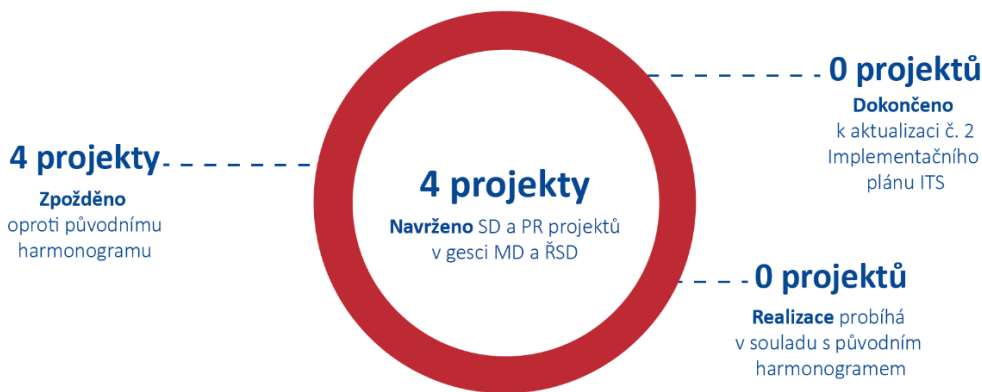 0 projektů
Dokončeno
k aktualizaci č. 2
Implementačního
plánu ITS
4 projekty
Zpožděno
oproti původnímu
harmonogramu
4 projekty
Navrženo SD a PR projektů
v gesci MD a ŘSD
0 projektů
Realizace probíhá
v souladu s původním
harmonogramem